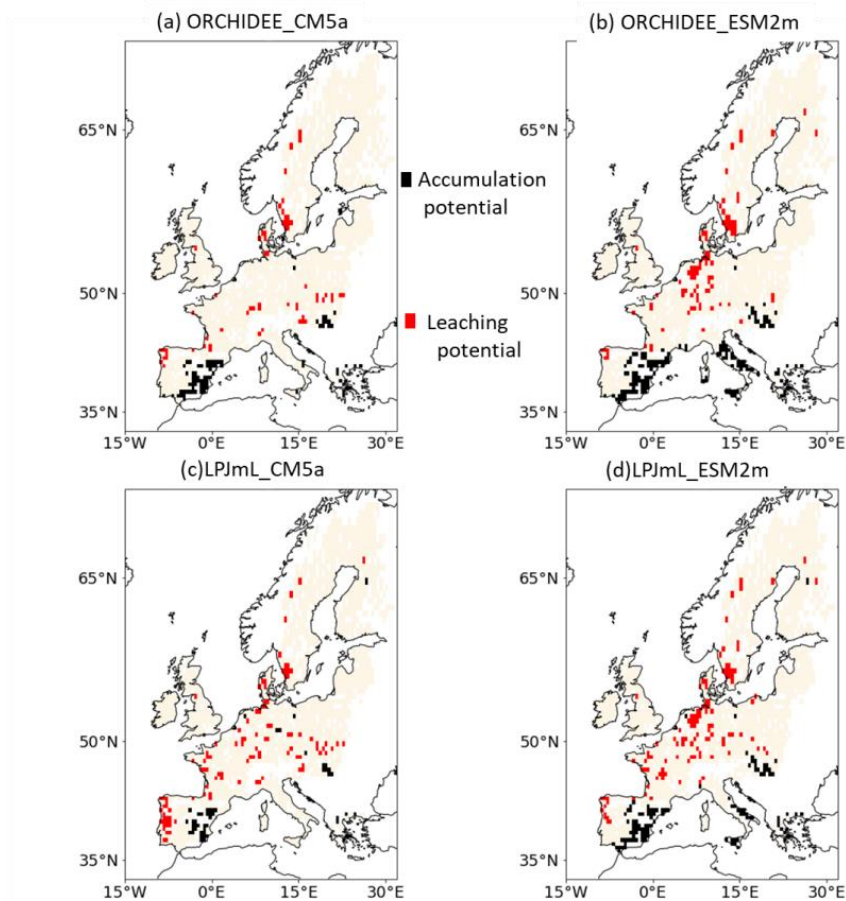 (a) ORCHIDEE_CM5a
(b) ORCHIDEE_ESM2m
65°N
50°N
35°N
15°W
0°E
15°E
30°E
Accumulation
potential
Leaching
potential
65°N
50°N
35°N
15°W
0°E
15°E
30°E
(c)LPJmL_CM5a
(d)LPJmL_ESM2m
65°N
50°N
35°N
15°W
0°E
15°E
30°E
65°N
50°N
35°N
15°W
0°E
15°E
30°E